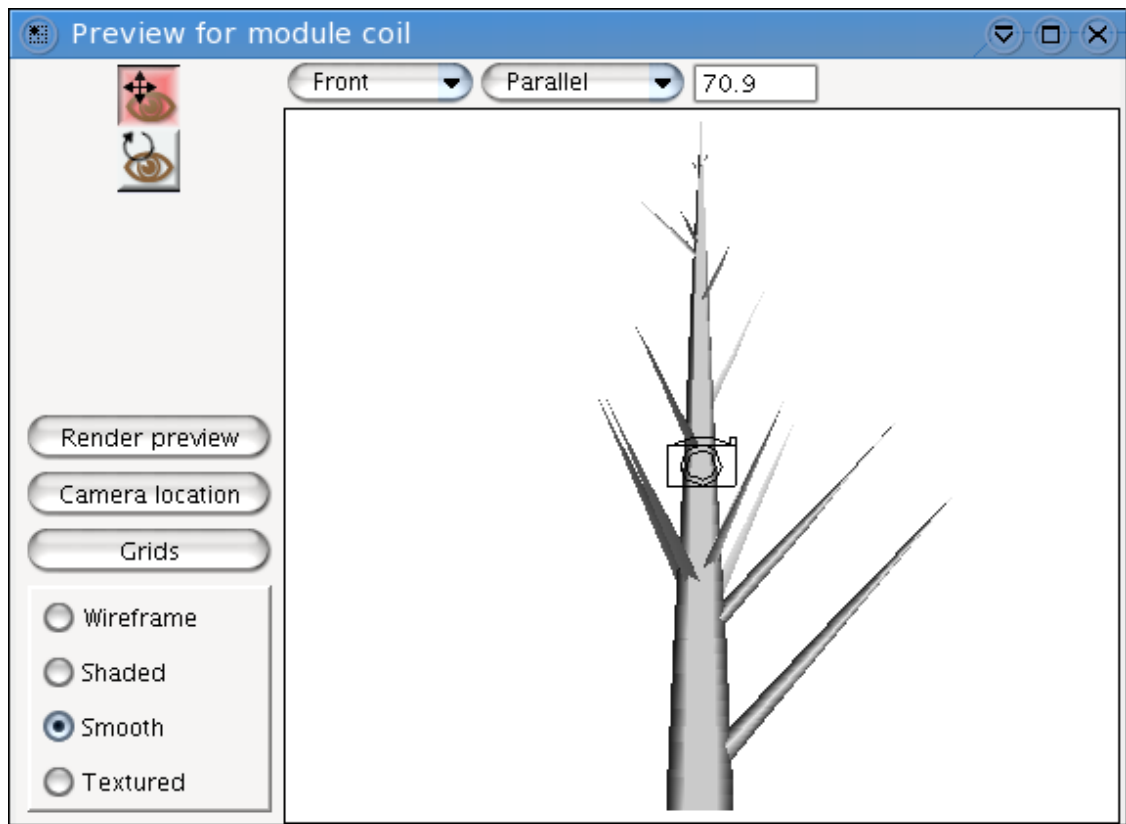 Preview for module coil
Front
Parallel
70.9
Render preview
Camera location
Grids
Wireframe
Shaded
Smooth
Textured